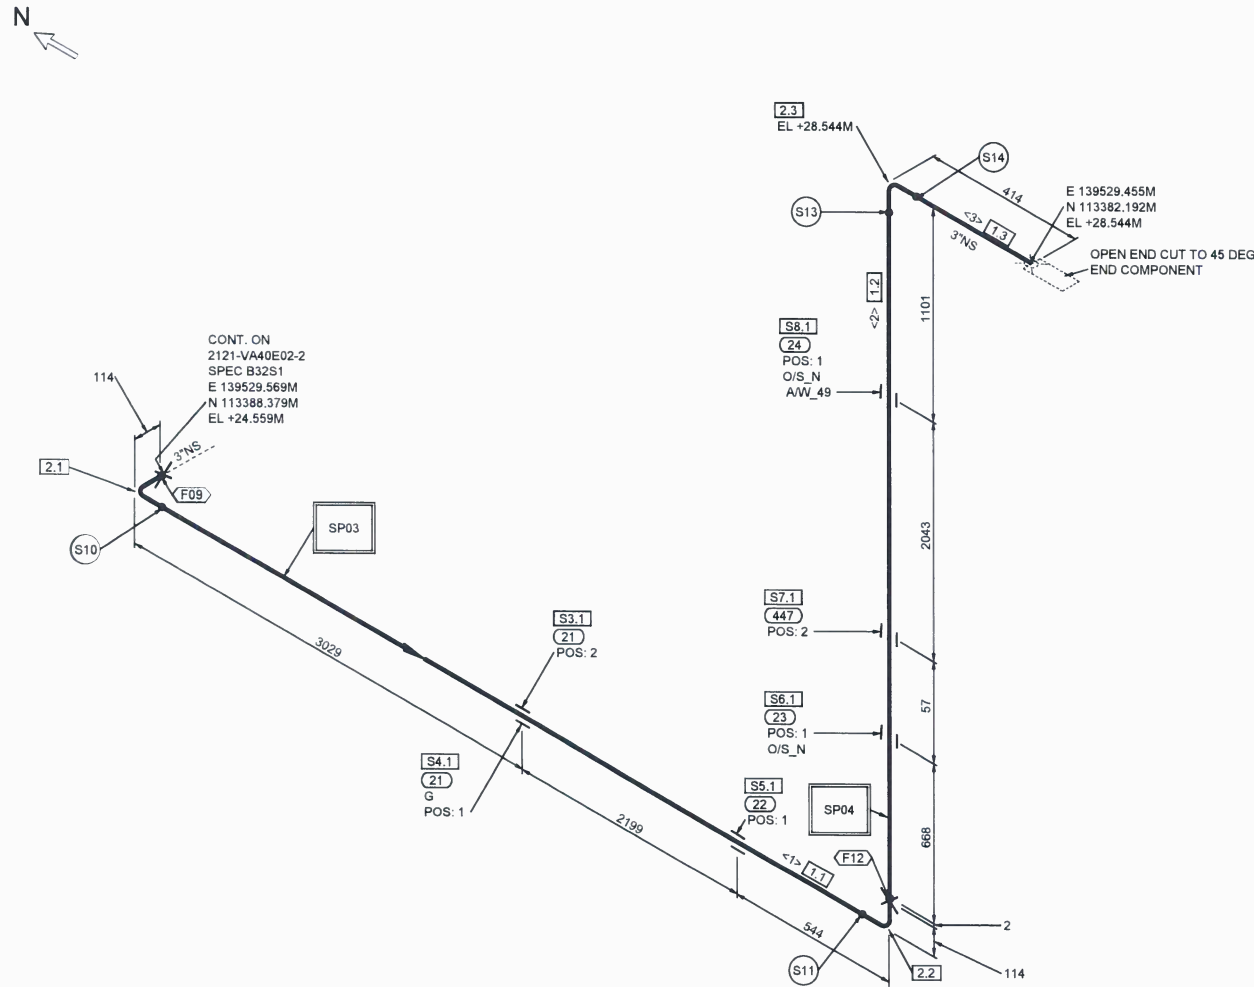 N
2.3
EL +28.544M
S14
414
S13
E 139529.455M
N 113382.192M
EL +28.544M
<3> 1.3
3"NS
OPEN END CUT TO 45 DEG
END COMPONENT
<2> 1.2
1101
S8.1
24
POS: 1
O/S_N
A/W_49
CONT. ON
2121-VA40E02-2
SPEC B32S1
E 139529.569M
N 113388.379M
EL +24.559M
114
3"NS
2.1
F09
SP03
S10
2043
S7.1
447
POS: 2
S3.1
21
POS: 2
3029
57
S6.1
23
POS: 1
O/S_N
S4.1
21
G
POS: 1
S5.1
22
POS: 1
SP04
2199
668
F12
<1> 1.1
544
2
S11
2.2
114